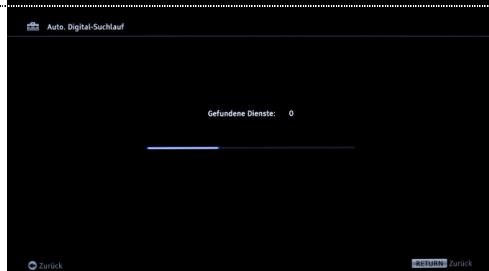 Auto. Digital-Suchlauf
Gefundene Dienste: 0
Zurück
RETURN Zurück